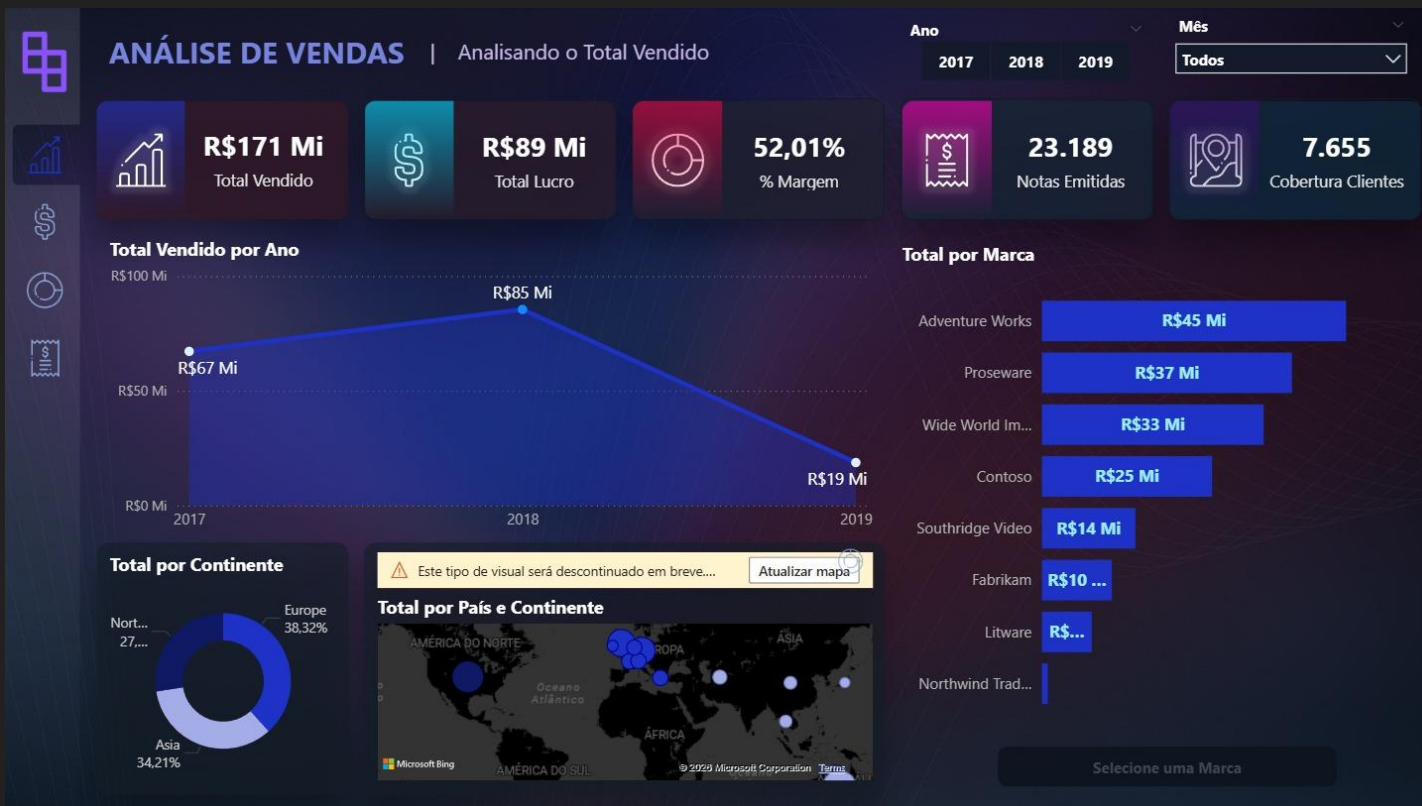 ANÁLISE DE VENDAS | Analisando o Total Vendido
Ano
2017 2018 2019
Mês
Todos
R$171 Mi
Total Vendido
R$89 Mi
Total Lucro
52,01%
% Margem
23.189
Notas Emitidas
7.655
Cobertura Clientes
Total Vendido por Ano
R$100 Mi
R$50 Mi
R$0 Mi
R$67 Mi
R$85 Mi
R$19 Mi
2017 2018 2019
Total por Marca
Adventure Works R$45 Mi
Proseware R$37 Mi
Wide World Im... R$33 Mi
Contoso R$25 Mi
Southridge Video R$14 Mi
Fabrikam R$10 ...
Litware R$...
Northwind Trad...
Selecione uma Marca
Total por Continente
Europe
38,32%
Nort...
27,...
Asia
34,21%
Este tipo de visual será descontinuado em breve.... Atualizar mapa
Total por País e Continente
AMÉRICA DO NORTE
ROPA
ÁSIA
Oceano
Atlântico
ÁFRICA
AMÉRICA DO SUL
Microsoft Bing
© 2026 Microsoft Corporation Terms